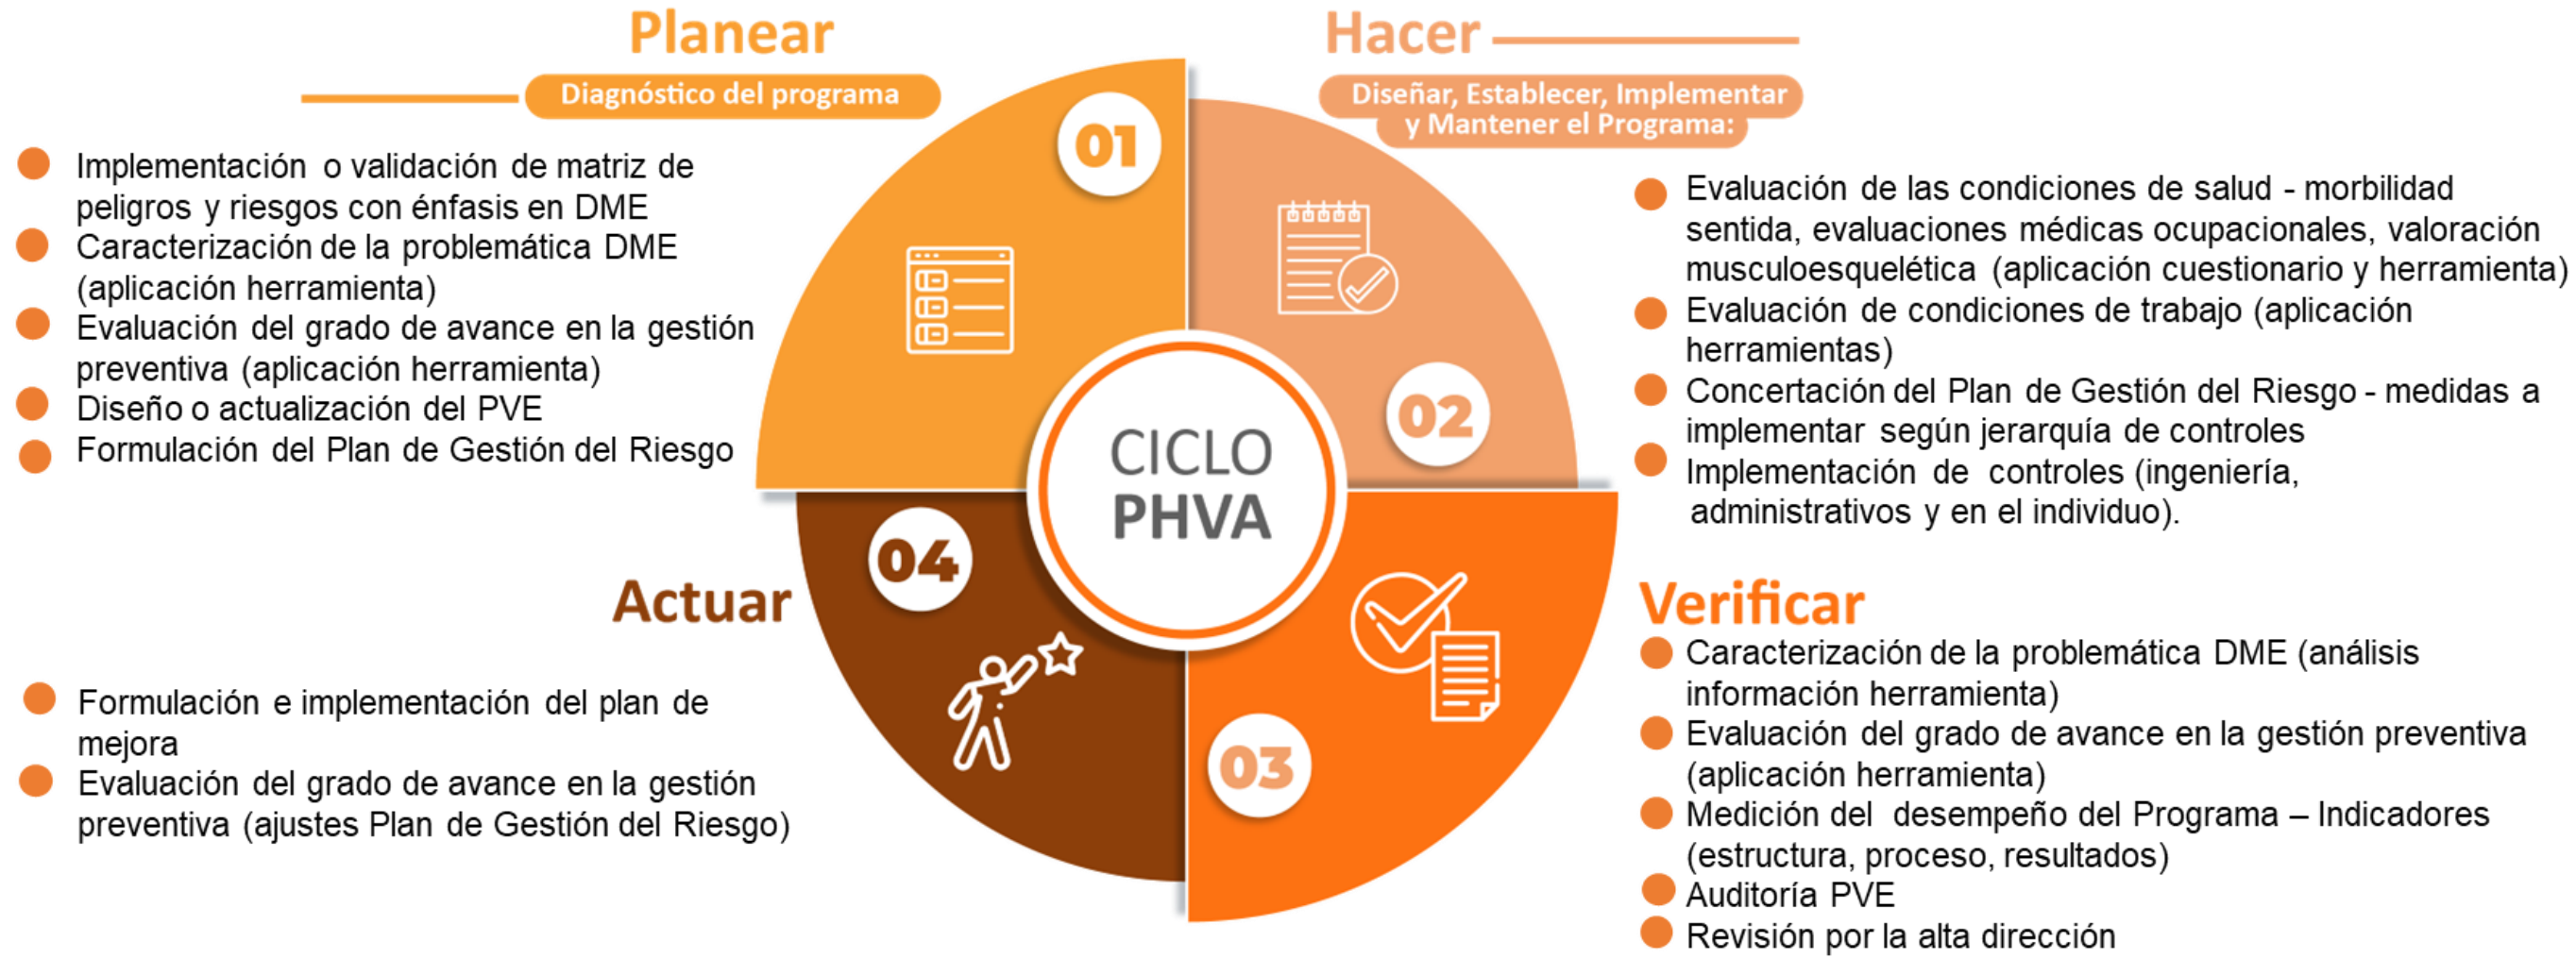 Planear
Diagnóstico del programa
Implementación o validación de matriz de
peligros y riesgos con énfasis en DME
Caracterización de la problemática DME
(aplicación herramienta)
Evaluación del grado de avance en la gestión
preventiva (aplicación herramienta)
Diseño o actualización del PVE
Formulación del Plan de Gestión del Riesgo
01
Hacer
Diseñar, Establecer, Implementar
y Mantener el Programa:
Evaluación de las condiciones de salud - morbilidad
sentida, evaluaciones médicas ocupacionales, valoración
musculoesquelética (aplicación cuestionario y herramienta)
Evaluación de condiciones de trabajo (aplicación
herramientas)
Concertación del Plan de Gestión del Riesgo - medidas a
implementar según jerarquía de controles
Implementación de controles (ingeniería,
administrativos y en el individuo).
02
CICLO
PHVA
Verificar
Caracterización de la problemática DME (análisis
información herramienta)
Evaluación del grado de avance en la gestión preventiva
(aplicación herramienta)
Medición del desempeño del Programa – Indicadores
(estructura, proceso, resultados)
Auditoría PVE
Revisión por la alta dirección
03
Actuar
Formulación e implementación del plan de
mejora
Evaluación del grado de avance en la gestión
preventiva (ajustes Plan de Gestión del Riesgo)
04